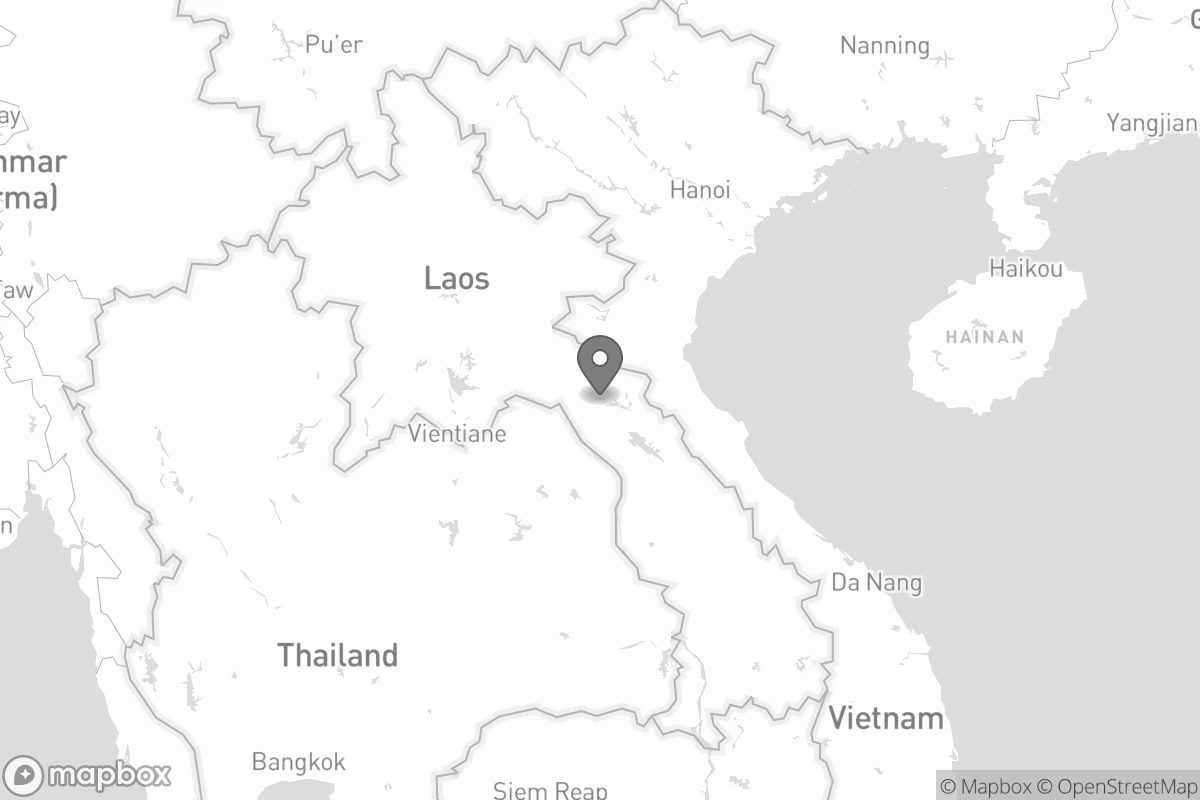 Pu'er
Nanning
G
ay
Yangjiang
nmar
rma)
Hanoi
Haikou
Laos
Taw
HAINAN
Vientiane
n
Da Nang
Thailand
Vietnam
Bangkok
Siem Reap
mapbox
© Mapbox © OpenStreetMap